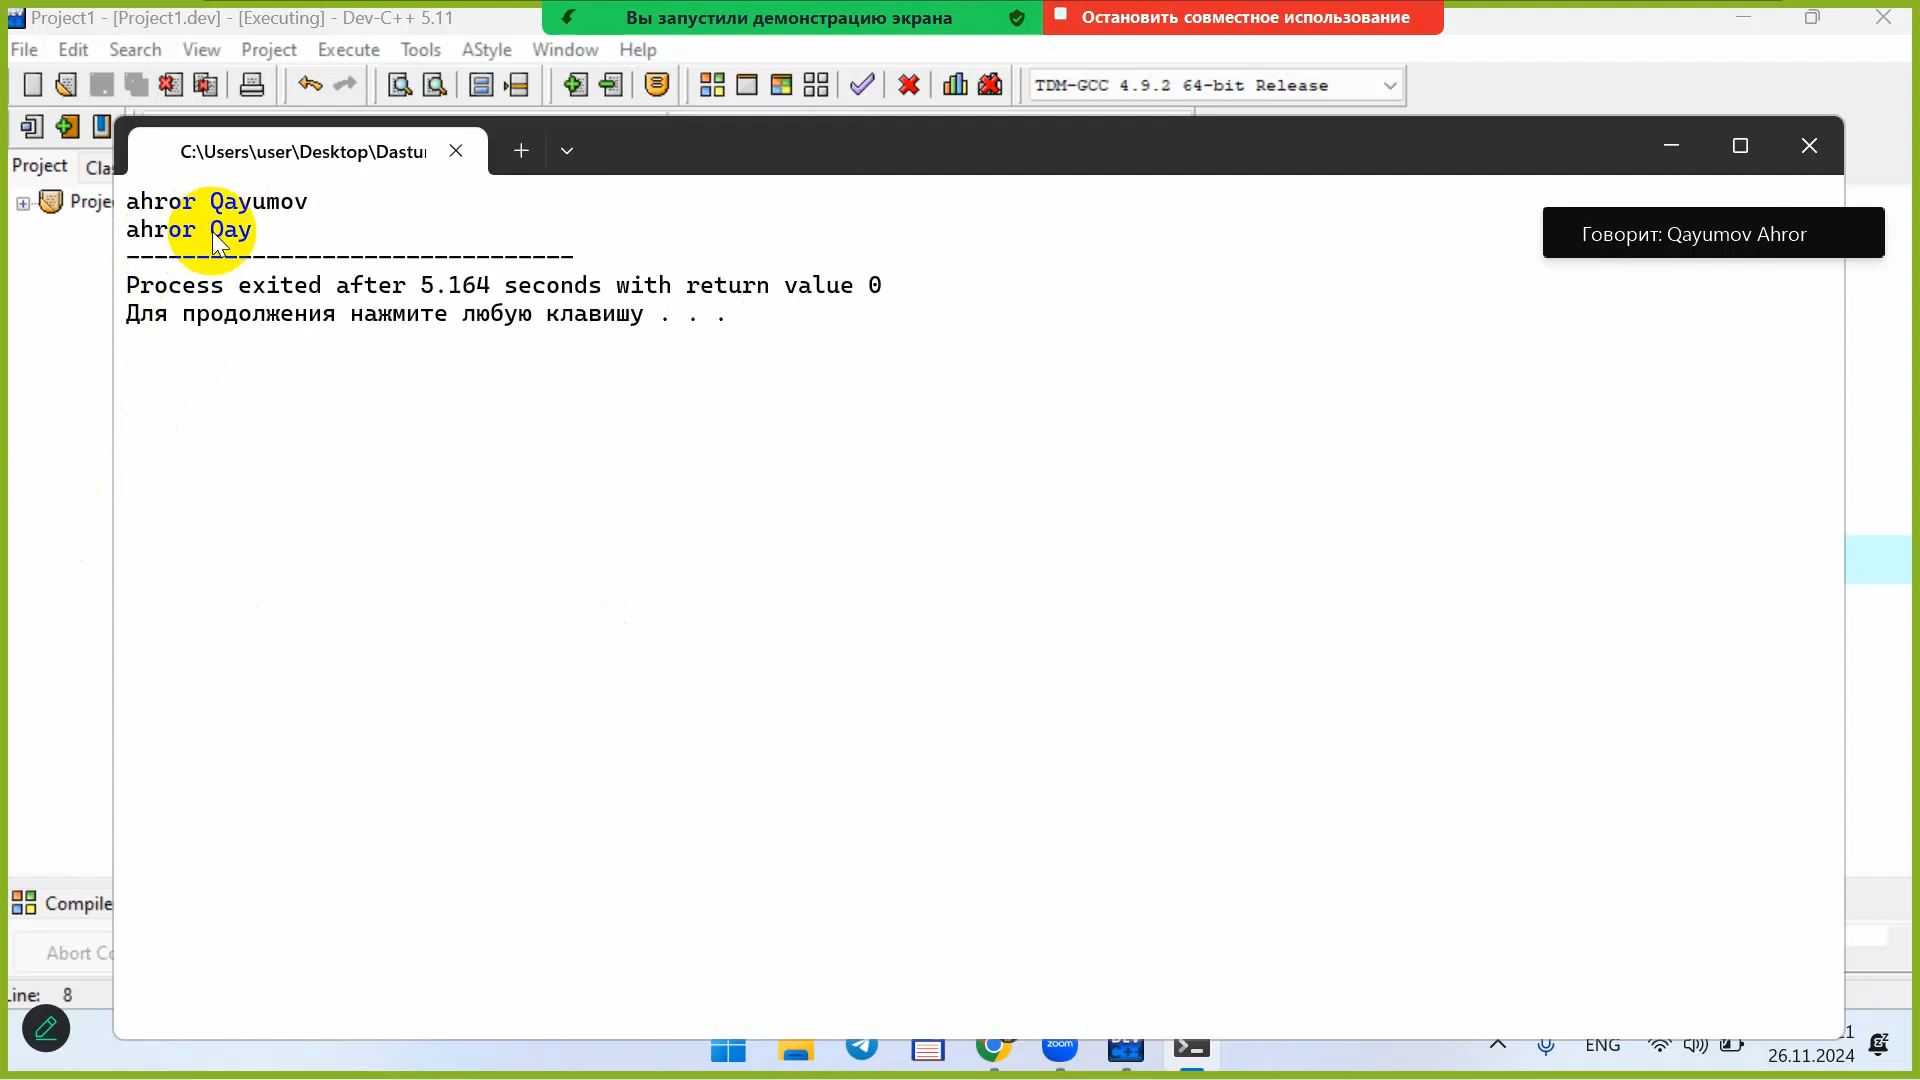 Project1 - [Project1.dev] - [Executing] - Dev-C++ 5.11
Вы запустили демонстрацию экрана
Остановить совместное использование
File Edit Search View Project Execute Tools AStyle Window Help
TDM-GCC 4.9.2 64-bit Release
C:\Users\user\Desktop\Dastu
Project
ahror Qayumov
ahror Qay
--------------------------------
Process exited after 5.164 seconds with return value 0
Для продолжения нажмите любую клавишу . . .
Говорит: Qayumov Ahror
Compile
Abort
Line: 8
zoom
DEV
C++
ENG
26.11.2024